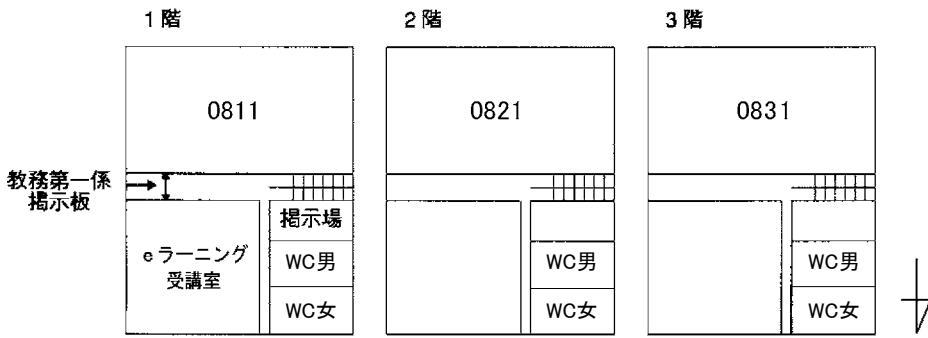 1階
2階
3階
0811
0821
0831
教務第一係
掲示板
掲示場
eラーニング
受講室
WC男
WC女
WC男
WC女
WC男
WC女